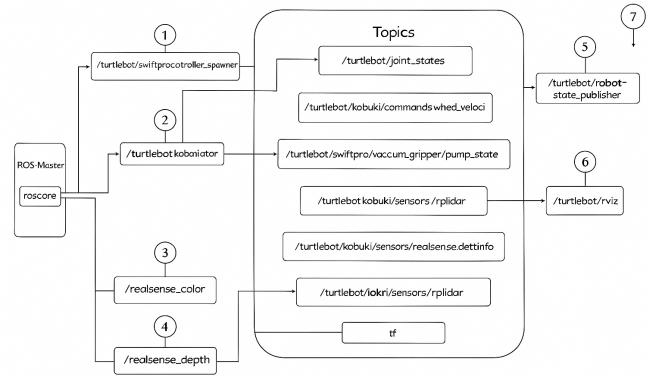 7
1
Topics
5
/turtlebot/swiftprocotroller_spawner
/turtlebot/joint_states
/turtlebot/robot-
state_publisher
/turtlebot/kobuki/commands whed_veloci
2
ROS-Master
/turtlebot kobaniator
/turtlebot/swiftpro/vaccum_gripper/pump_state
6
roscore
/turtlebot kobuki/sensors /rplidar
/turtlebot/rviz
3
/turtlebot/kobuki/sensors/realsense.dettinfo
/realsense_color
/turtlebot/iokri/sensors/rplidar
4
tf
/realsense_depth